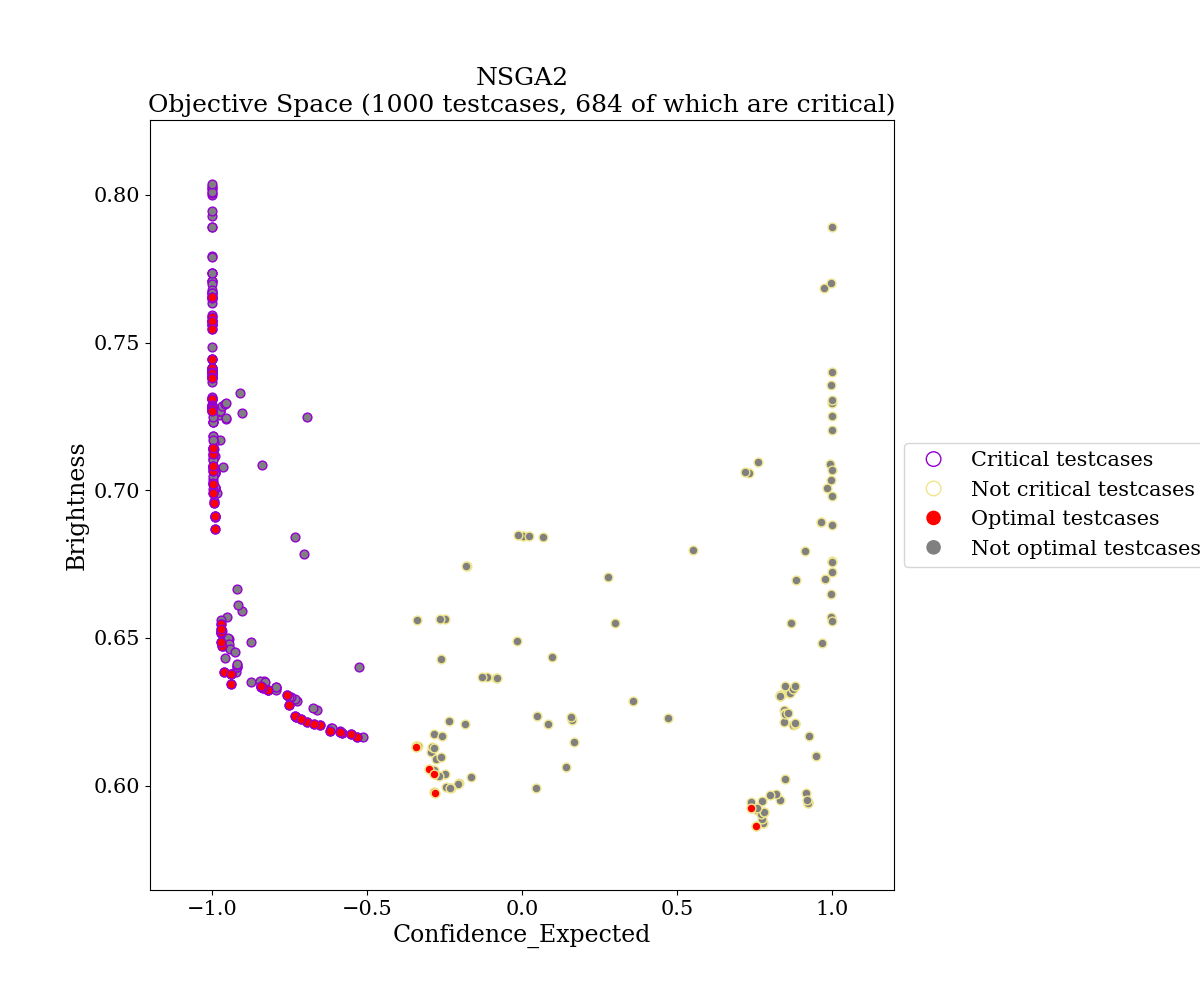 NSGA2
Objective Space (1000 testcases, 684 of which are critical)
0.80
0.75
0.70
0.65
0.60
Brightness
−1.0
−0.5
0.0
0.5
1.0
Confidence_Expected
Critical testcases
Not critical testcases
Optimal testcases
Not optimal testcases